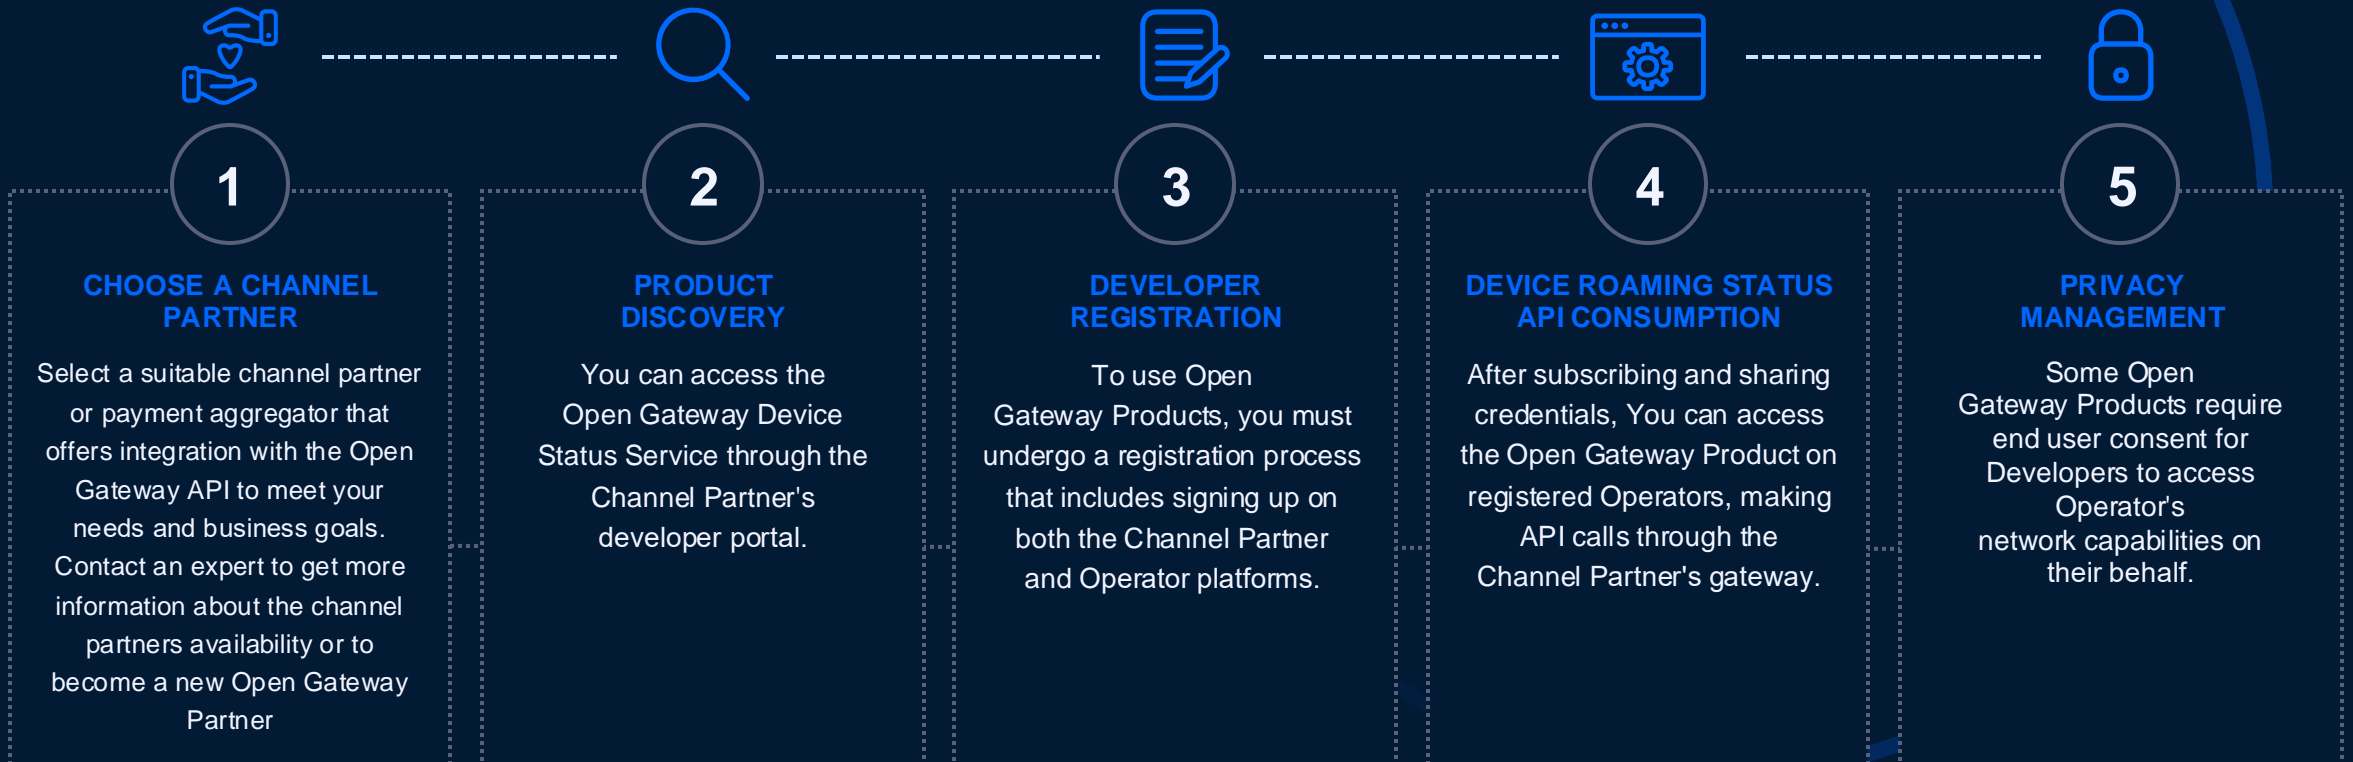 1
CHOOSE A CHANNEL
PARTNER
Select a suitable channel partner
or payment aggregator that
offers integration with the Open
Gateway API to meet your
needs and business goals.
Contact an expert to get more
information about the channel
partners availability or to
become a new Open Gateway
Partner
2
PRODUCT
DISCOVERY
You can access the
Open Gateway Device
Status Service through the
Channel Partner's
developer portal.
3
DEVELOPER
REGISTRATION
To use Open
Gateway Products, you must
undergo a registration process
that includes signing up on
both the Channel Partner
and Operator platforms.
4
DEVICE ROAMING STATUS
API CONSUMPTION
After subscribing and sharing
credentials, You can access
the Open Gateway Product on
registered Operators, making
API calls through the
Channel Partner's gateway.
5
PRIVACY
MANAGEMENT
Some Open
Gateway Products require
end user consent for
Developers to access
Operator's
network capabilities on
their behalf.